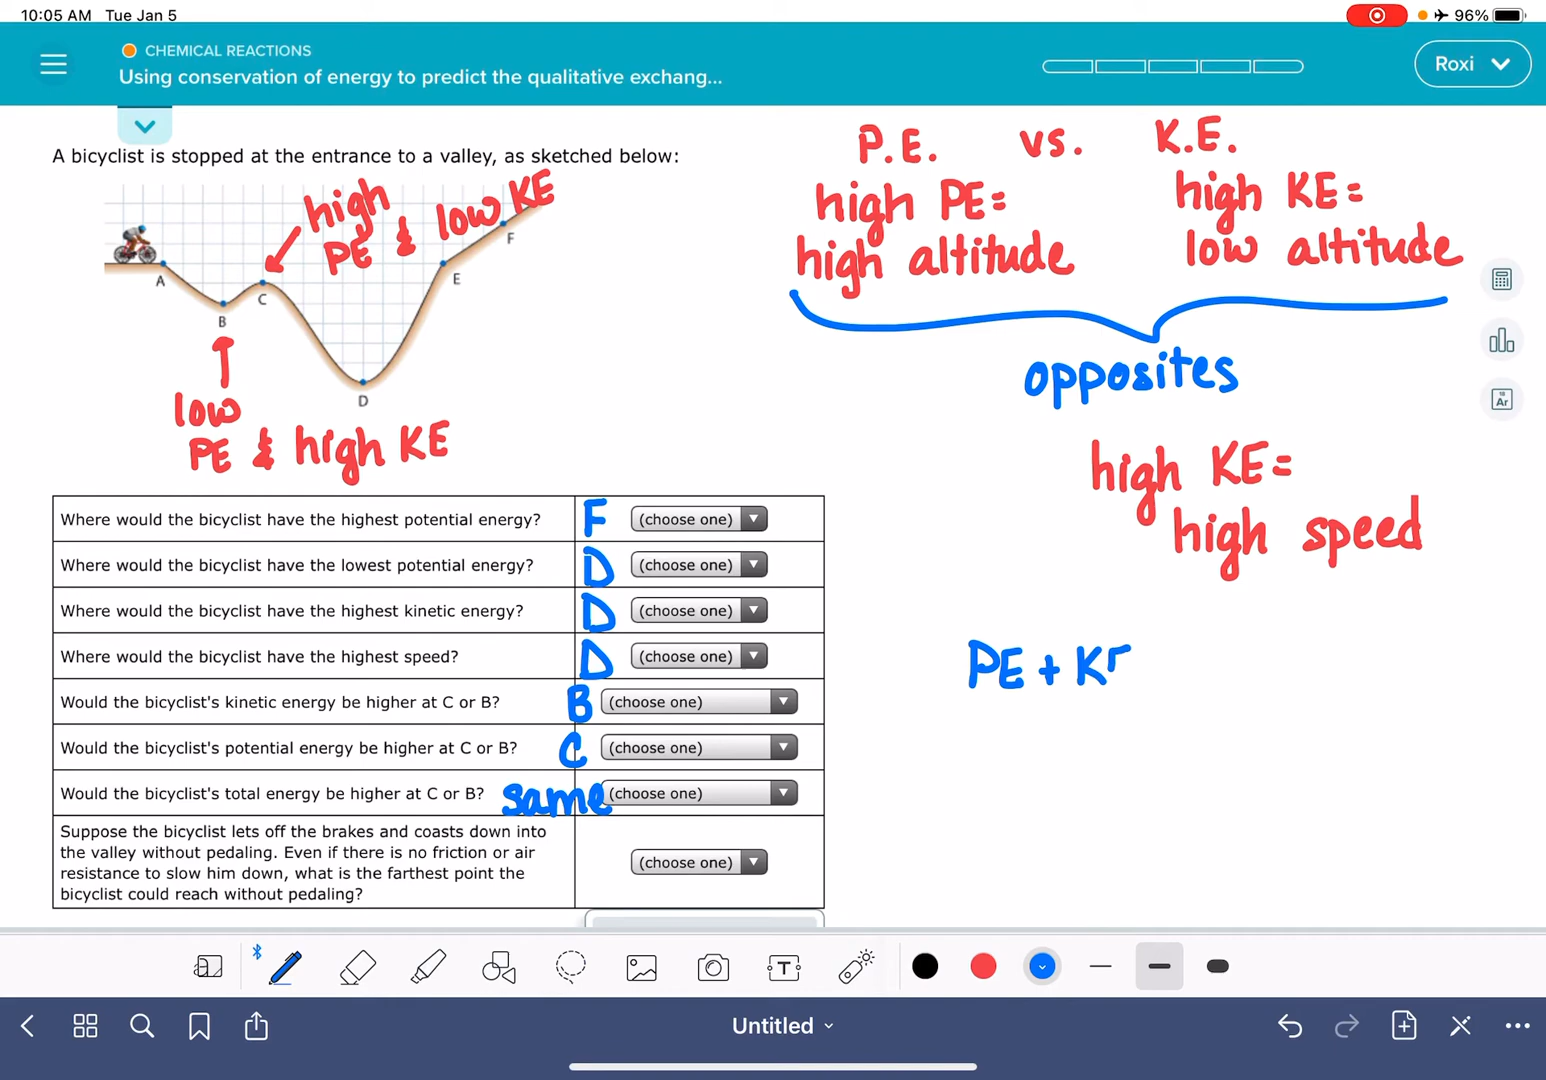 10:05 AM Tue Jan 5
96%
CHEMICAL REACTIONS
Using conservation of energy to predict the qualitative exchang...
Roxi
A bicyclist is stopped at the entrance to a valley, as sketched below:
P.E. vs. K.E.
high PE=
high altitude
high KE=
low altitude
opposites
high KE=
high speed
high
PE & low KE
A
B
C
D
E
F
low
PE & high KE
Ar
Where would the bicyclist have the highest potential energy? F (choose one)
Where would the bicyclist have the lowest potential energy? D (choose one)
Where would the bicyclist have the highest kinetic energy? D (choose one)
Where would the bicyclist have the highest speed? D (choose one)
Would the bicyclist's kinetic energy be higher at C or B? B (choose one)
Would the bicyclist's potential energy be higher at C or B? C (choose one)
Would the bicyclist's total energy be higher at C or B? same (choose one)
Suppose the bicyclist lets off the brakes and coasts down into
the valley without pedaling. Even if there is no friction or air
resistance to slow him down, what is the farthest point the
bicyclist could reach without pedaling?
(choose one)
PE + K
T
Untitled